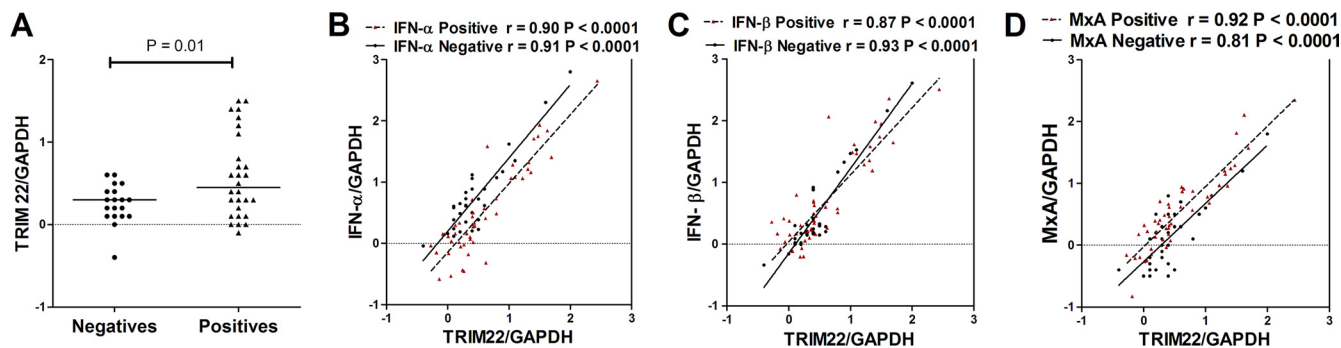 A
P = 0.01
TRIM 22/GAPDH
2
1
0
-1
Negatives Positives
B
IFN-α Positive r = 0.90 P < 0.0001
IFN-α Negative r = 0.91 P < 0.0001
IFN-α/GAPDH
3
2
1
0
-1
-1 0 1 2 3
TRIM22/GAPDH
C
IFN-β Positive r = 0.87 P < 0.0001
IFN-β Negative r = 0.93 P < 0.0001
IFN- β/GAPDH
3
2
1
0
-1
-1 0 1 2 3
TRIM22/GAPDH
D
MxA Positive r = 0.92 P < 0.0001
MxA Negative r = 0.81 P < 0.0001
MxA/GAPDH
3
2
1
0
-1
-1 0 1 2 3
TRIM22/GAPDH